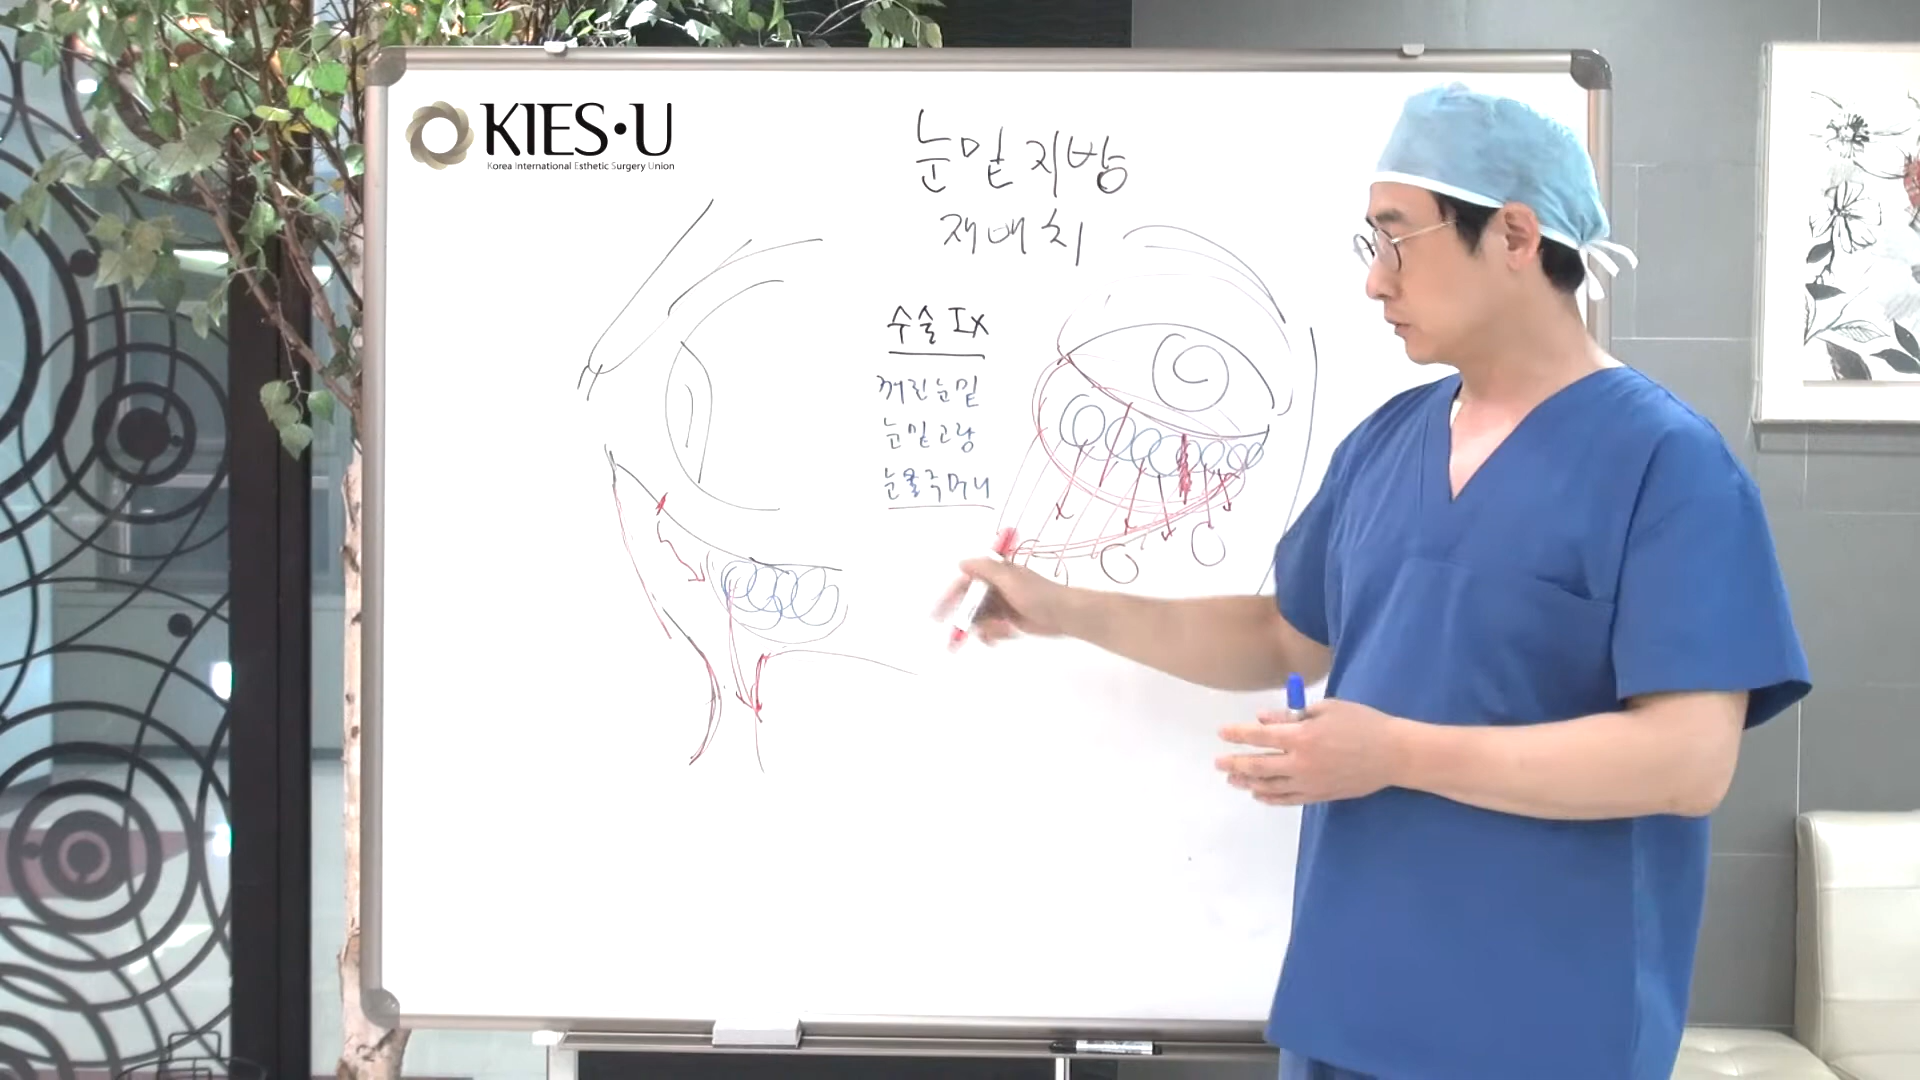 KIES·U
Korea International Esthetic Surgery Union
눈밑지방
재배치
수술 Ix
꺼진눈밑
눈밑고랑
눈물주머니